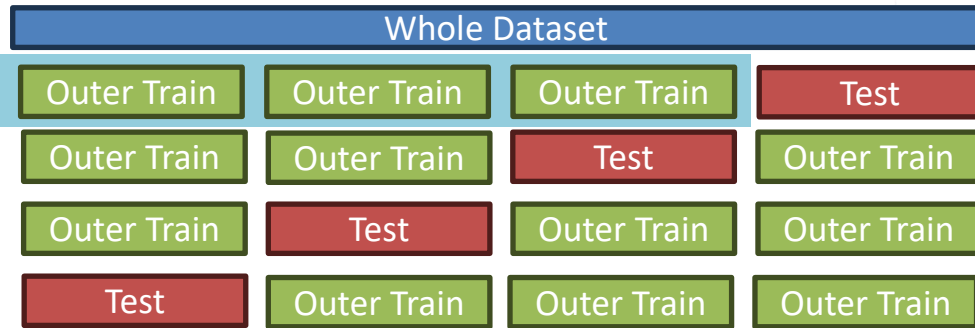 Whole Dataset
Outer Train Outer Train Outer Train Test
Outer Train Outer Train Test Outer Train
Outer Train Test Outer Train Outer Train
Test Outer Train Outer Train Outer Train